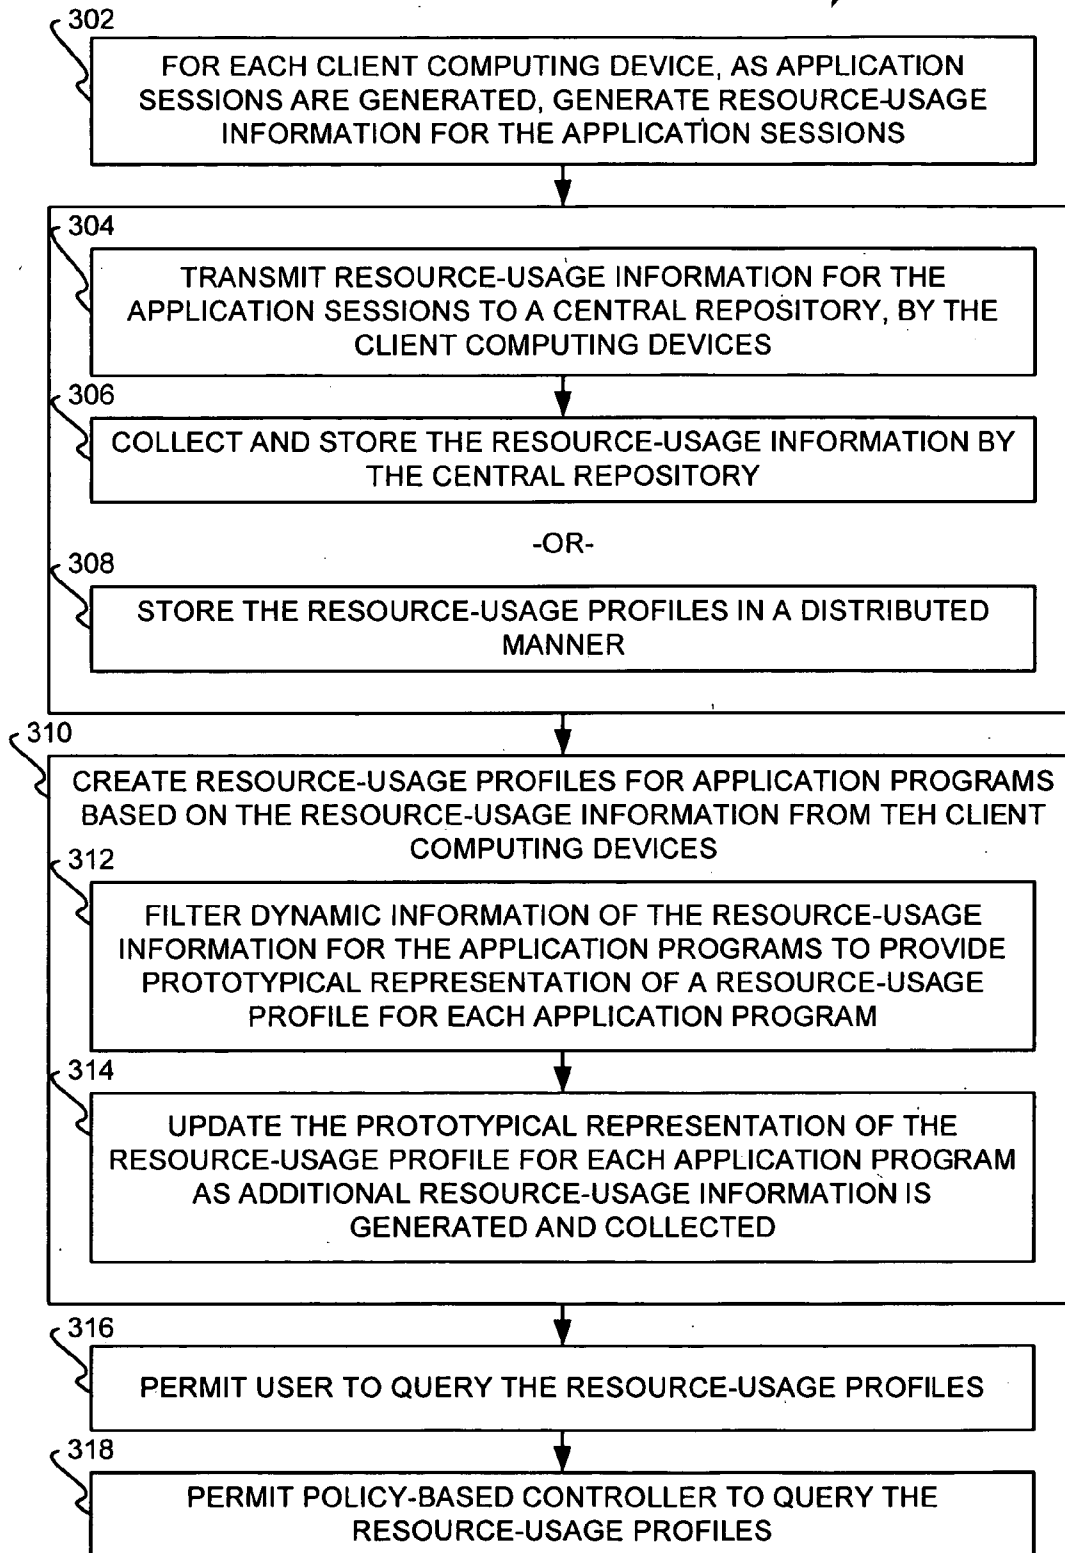 302
FOR EACH CLIENT COMPUTING DEVICE, AS APPLICATION
SESSIONS ARE GENERATED, GENERATE RESOURCE-USAGE
INFORMATION FOR THE APPLICATION SESSIONS
304
TRANSMIT RESOURCE-USAGE INFORMATION FOR THE
APPLICATION SESSIONS TO A CENTRAL REPOSITORY, BY THE
CLIENT COMPUTING DEVICES
306
COLLECT AND STORE THE RESOURCE-USAGE INFORMATION BY
THE CENTRAL REPOSITORY
-OR-
308
STORE THE RESOURCE-USAGE PROFILES IN A DISTRIBUTED
MANNER
310
CREATE RESOURCE-USAGE PROFILES FOR APPLICATION PROGRAMS
BASED ON THE RESOURCE-USAGE INFORMATION FROM TEH CLIENT
COMPUTING DEVICES
312
FILTER DYNAMIC INFORMATION OF THE RESOURCE-USAGE
INFORMATION FOR THE APPLICATION PROGRAMS TO PROVIDE
PROTOTYPICAL REPRESENTATION OF A RESOURCE-USAGE
PROFILE FOR EACH APPLICATION PROGRAM
314
UPDATE THE PROTOTYPICAL REPRESENTATION OF THE
RESOURCE-USAGE PROFILE FOR EACH APPLICATION PROGRAM
AS ADDITIONAL RESOURCE-USAGE INFORMATION IS
GENERATED AND COLLECTED
316
PERMIT USER TO QUERY THE RESOURCE-USAGE PROFILES
318
PERMIT POLICY-BASED CONTROLLER TO QUERY THE
RESOURCE-USAGE PROFILES